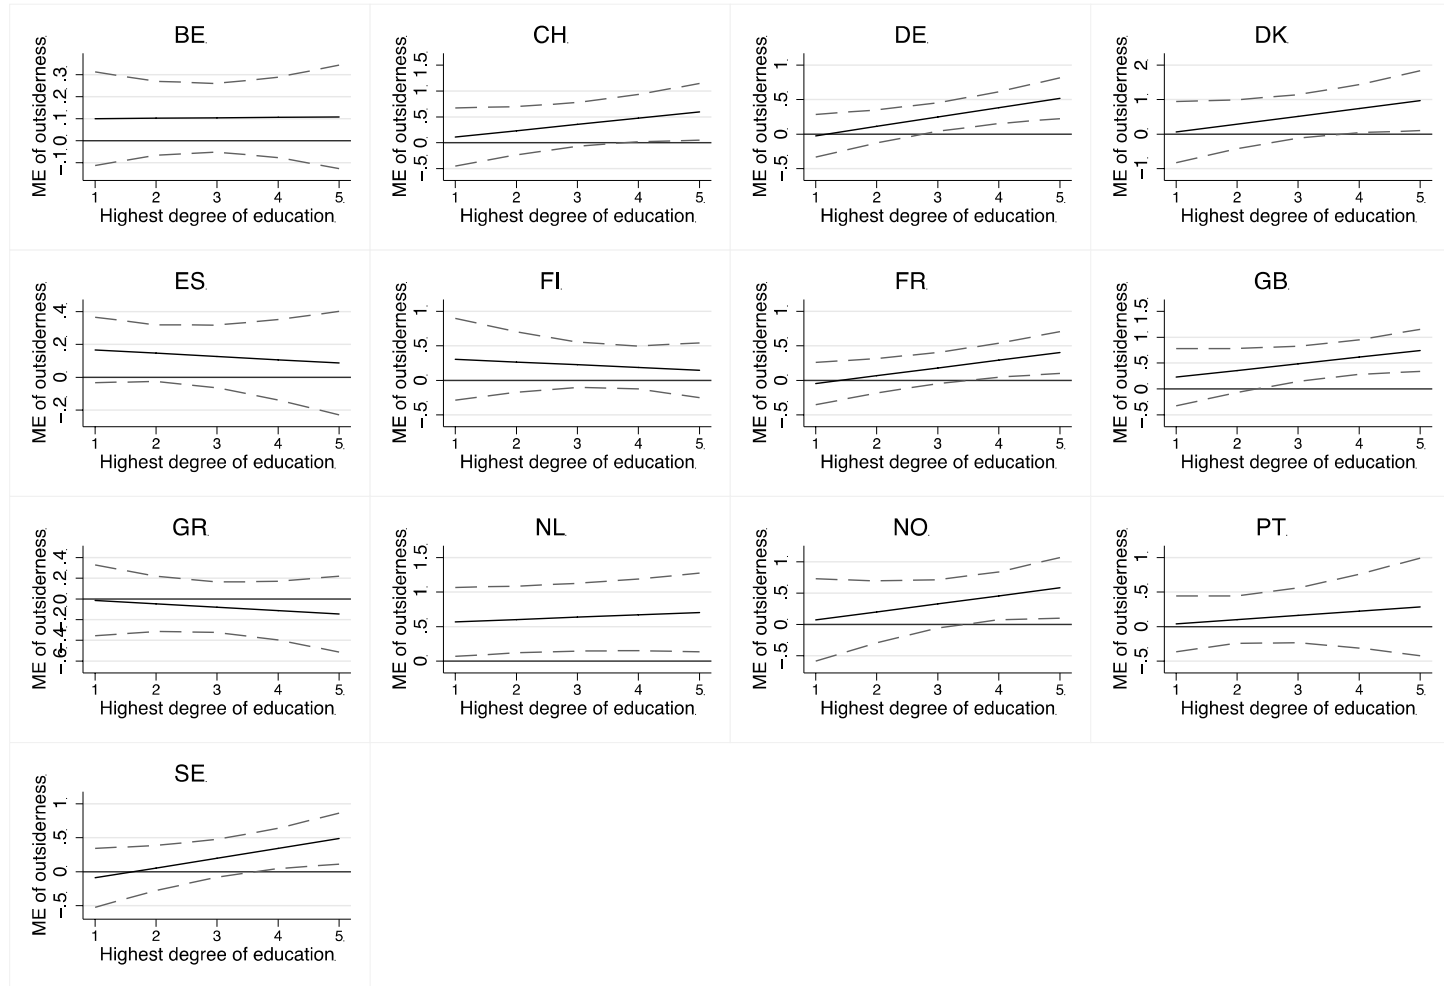 BE.
ME of outsiderness.
-.1 0. .1 .2 .3.
1 2 3 4 5.
Highest degree of education.
CH.
ME of outsiderness.
-.5 0. .5 1 1.5.
1 2 3 4 5.
Highest degree of education.
DE.
ME of outsiderness.
-.5 0. .5 1.
1 2 3 4 5.
Highest degree of education.
DK.
ME of outsiderness.
-1 0. 1 2.
1 2 3 4 5.
Highest degree of education.
ES.
ME of outsiderness.
-.2 0. .2 .4.
1 2 3 4 5.
Highest degree of education.
FI.
ME of outsiderness.
-.5 0. .5 1.
1 2 3 4 5.
Highest degree of education.
FR.
ME of outsiderness.
-.5 0. .5 1.
1 2 3 4 5.
Highest degree of education.
GB.
ME of outsiderness.
-.5 0. .5 1 1.5.
1 2 3 4 5.
Highest degree of education.
GR.
ME of outsiderness.
-.6 -.4 -.2 0. .2 .4.
1 2 3 4 5.
Highest degree of education.
NL.
ME of outsiderness.
0. .5 1 1.5.
1 2 3 4 5.
Highest degree of education.
NO.
ME of outsiderness.
-.5 0. .5 1.
1 2 3 4 5.
Highest degree of education.
PT.
ME of outsiderness.
-.5 0. .5 1.
1 2 3 4 5.
Highest degree of education.
SE.
ME of outsiderness.
-.5 0. .5 1.
1 2 3 4 5.
Highest degree of education.